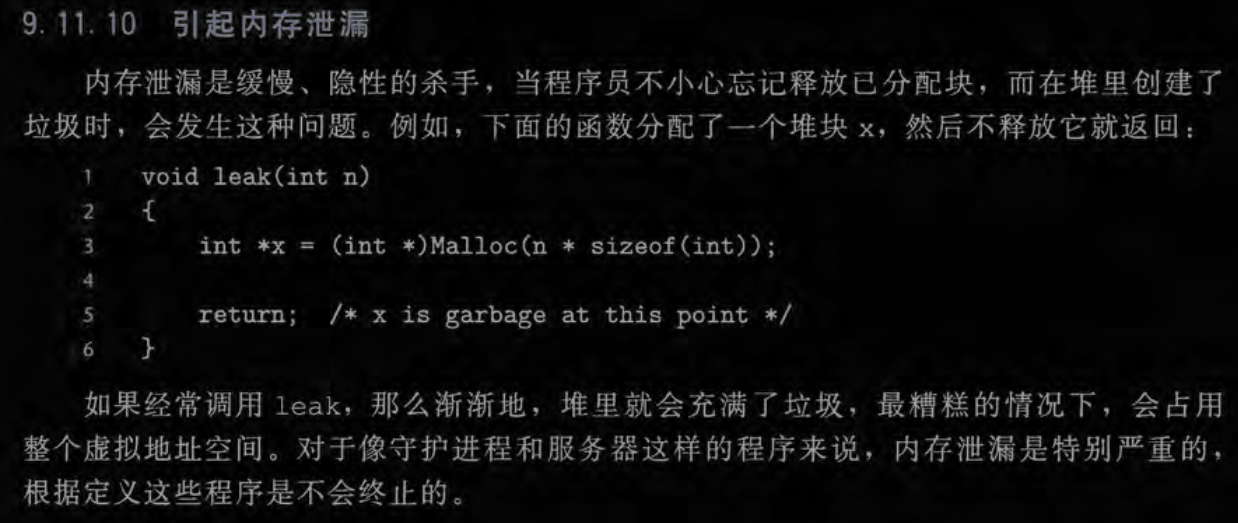 9.11.10 引起内存泄漏
内存泄漏是缓慢、隐性的杀手，当程序员不小心忘记释放已分配块，而在堆里创建了
垃圾时，会发生这种问题。例如，下面的函数分配了一个堆块 x，然后不释放它就返回：
1 void leak(int n)
2 {
3 int *x = (int *)Malloc(n * sizeof(int));
4
5 return; /* x is garbage at this point */
6 }
如果经常调用 leak，那么渐渐地，堆里就会充满了垃圾，最糟糕的情况下，会占用
整个虚拟地址空间。对于像守护进程和服务器这样的程序来说，内存泄漏是特别严重的，
根据定义这些程序是不会终止的。